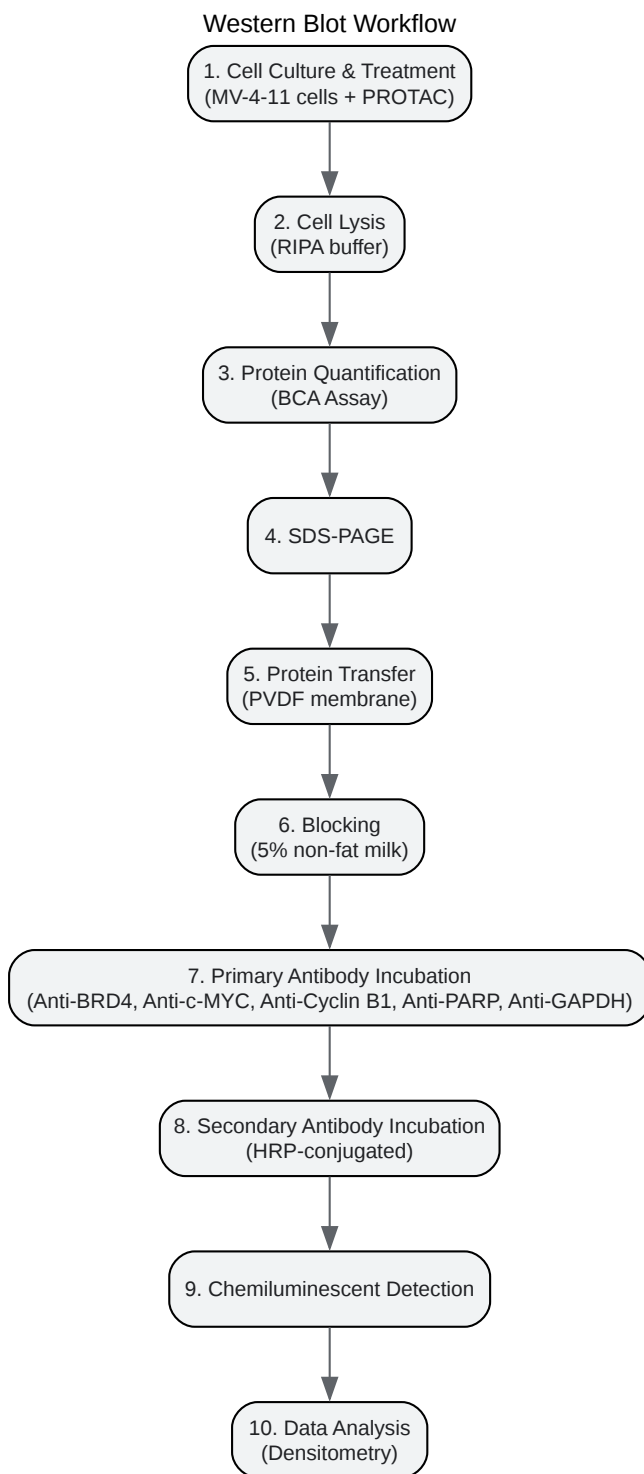 Western Blot Workflow
1. Cell Culture & Treatment
(MV-4-11 cells + PROTAC)
2. Cell Lysis
(RIPA buffer)
3. Protein Quantification
(BCA Assay)
4. SDS-PAGE
5. Protein Transfer
(PVDF membrane)
6. Blocking
(5% non-fat milk)
7. Primary Antibody Incubation
(Anti-BRD4, Anti-c-MYC, Anti-Cyclin B1, Anti-PARP, Anti-GAPDH)
8. Secondary Antibody Incubation
(HRP-conjugated)
9. Chemiluminescent Detection
10. Data Analysis
(Densitometry)